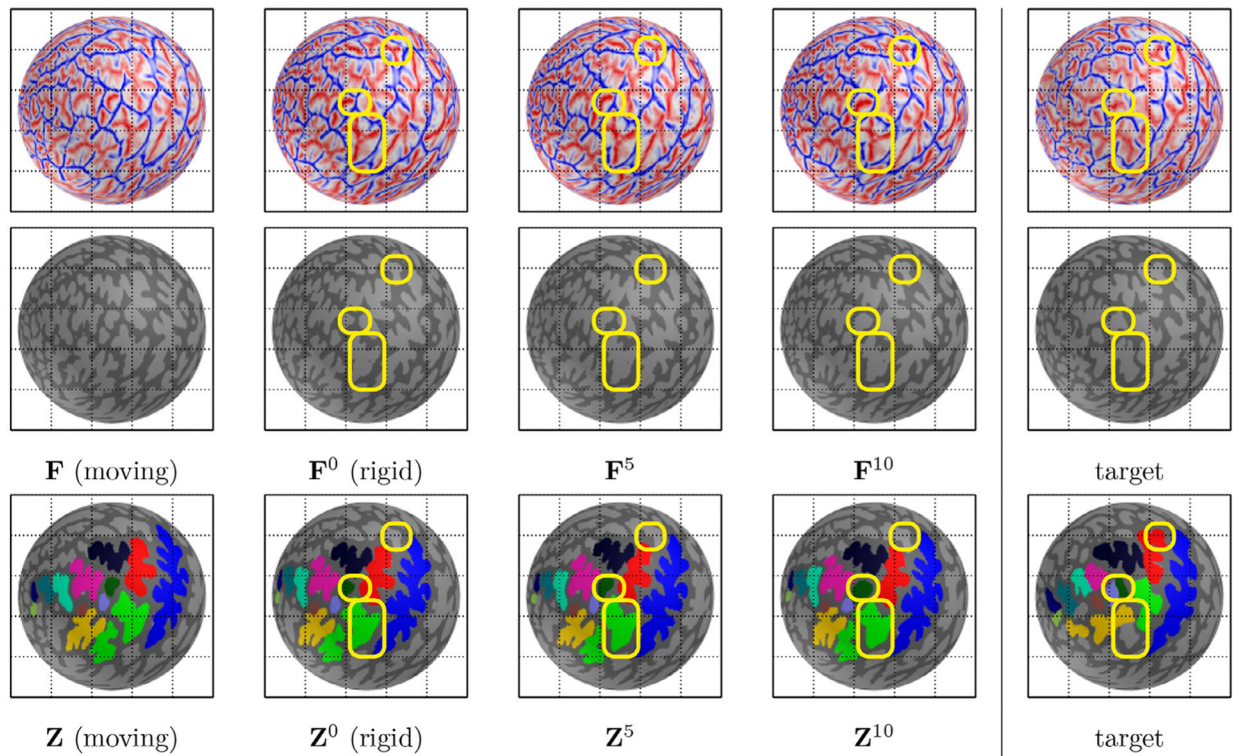 F (moving) F⁰ (rigid) F⁵ F¹⁰ target
Z (moving) Z⁰ (rigid) Z⁵ Z¹⁰ target